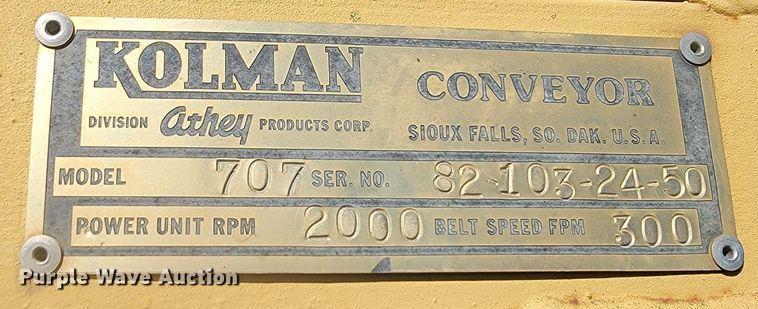 KOLMAN CONVEYOR
DIVISION Athey PRODUCTS CORP. SIOUX FALLS, SO. DAK. U.S.A.
MODEL 707 SER. NO. 82-103-24-50
POWER UNIT RPM 2000 BELT SPEED FPM 300
Purple Wave Auction